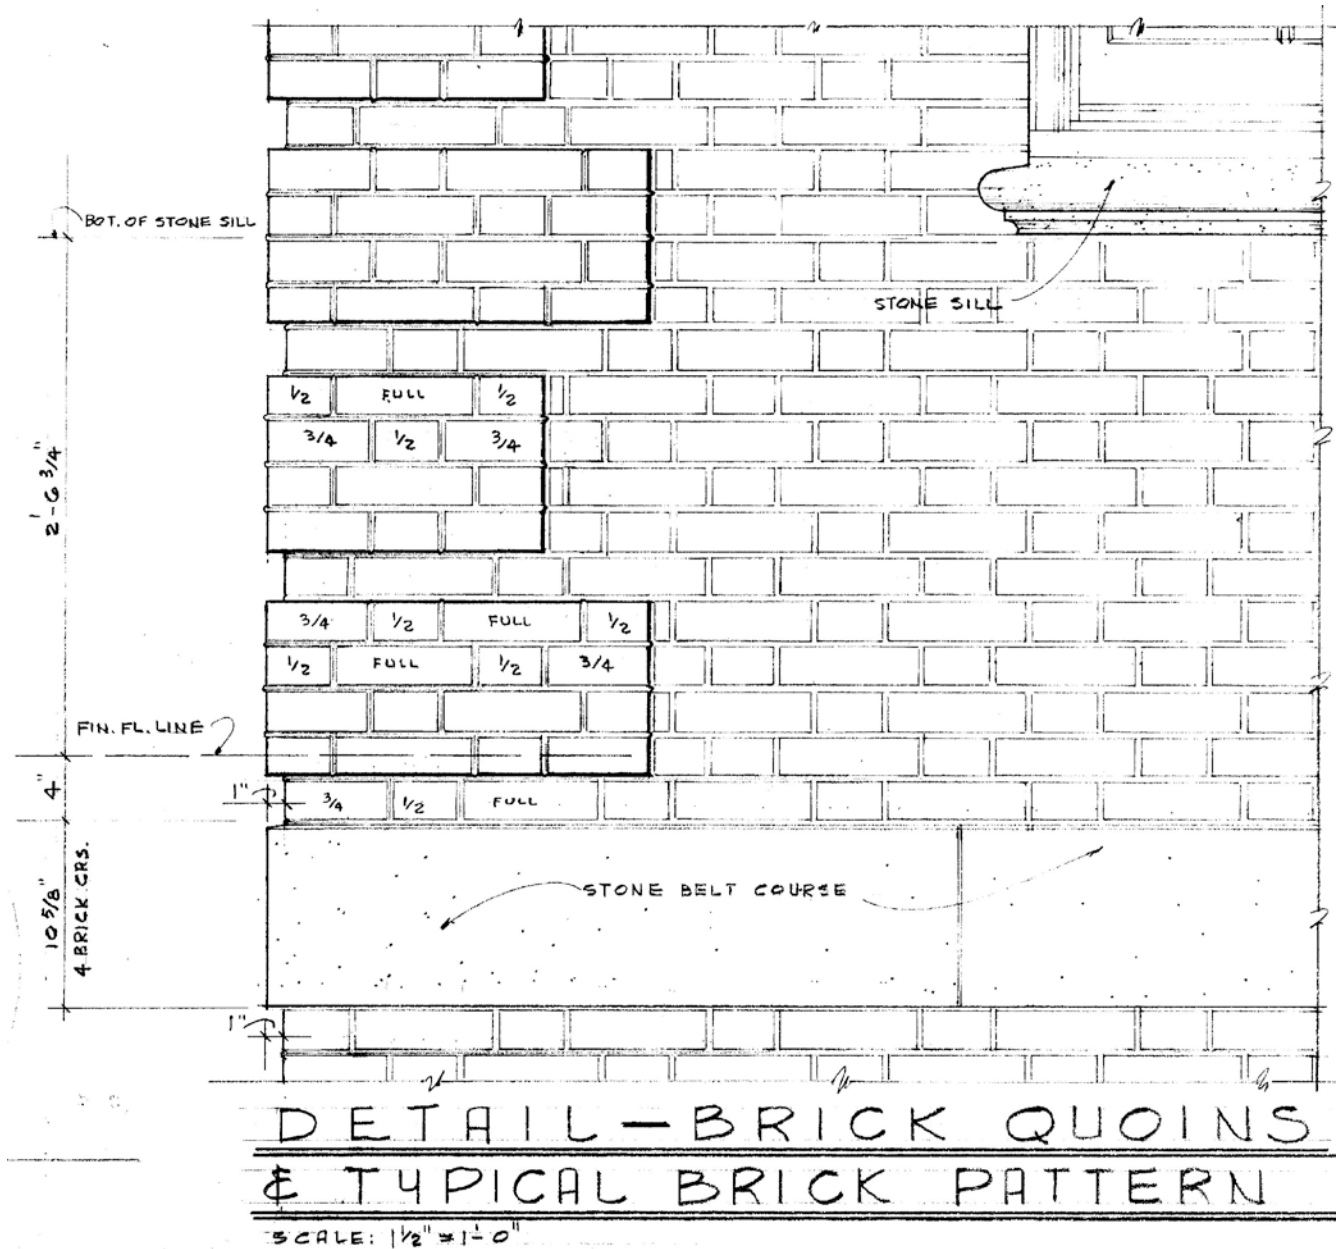 BOT. OF STONE SILL
STONE SILL
1/2 FULL 1/2
3/4 1/2 3/4
2'-6 3/4"
3/4 1/2 FULL 1/2
1/2 FULL 1/2 3/4
FIN. FL. LINE
4"
1"
3/4 1/2 FULL
STONE BELT COURSE
10 5/8"
4 BRICK CRS.
1"
DETAIL—BRICK QUOINS
& TYPICAL BRICK PATTERN
SCALE: 1 1/2" = 1'-0"